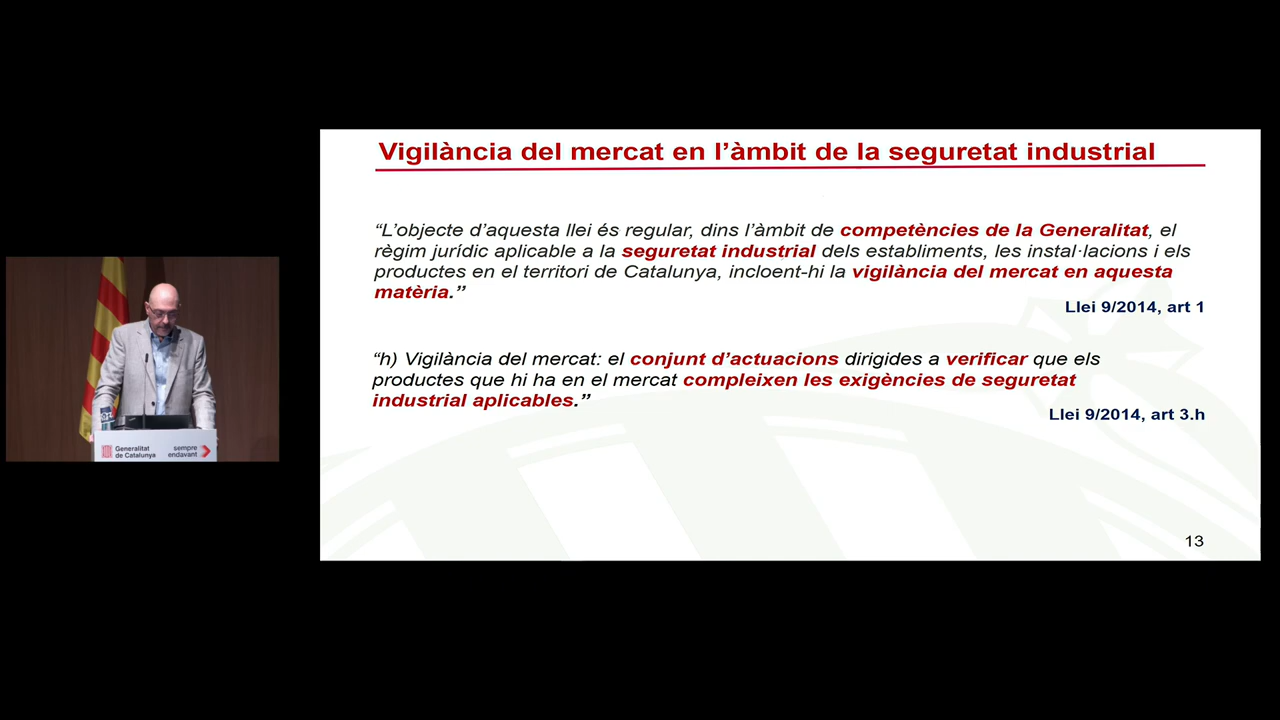 Vigilància del mercat en l’àmbit de la seguretat industrial
“L’objecte d’aquesta llei és regular, dins l’àmbit de competències de la Generalitat, el
règim jurídic aplicable a la seguretat industrial dels establiments, les instal·lacions i els
productes en el territori de Catalunya, incloent-hi la vigilància del mercat en aquesta
matèria.”
Llei 9/2014, art 1
“h) Vigilància del mercat: el conjunt d’actuacions dirigides a verificar que els
productes que hi ha en el mercat compleixen les exigències de seguretat
industrial aplicables.”
Llei 9/2014, art 3.h
13
Generalitat
de Catalunya
sempre
endavant